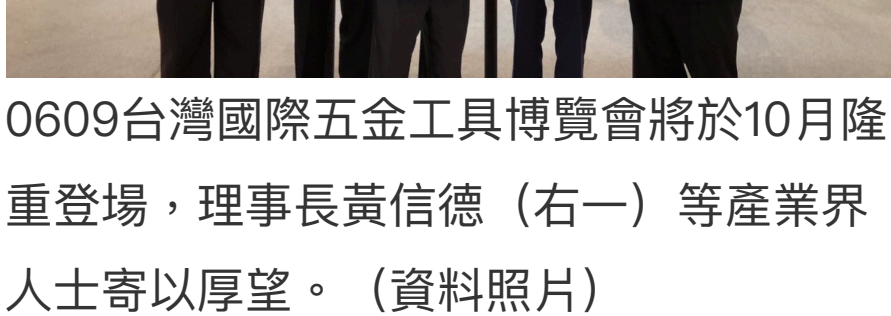 0609台灣國際五金工具博覽會將於10月隆
重登場，理事長黃信德（右一）等產業界
人士寄以厚望。（資料照片）